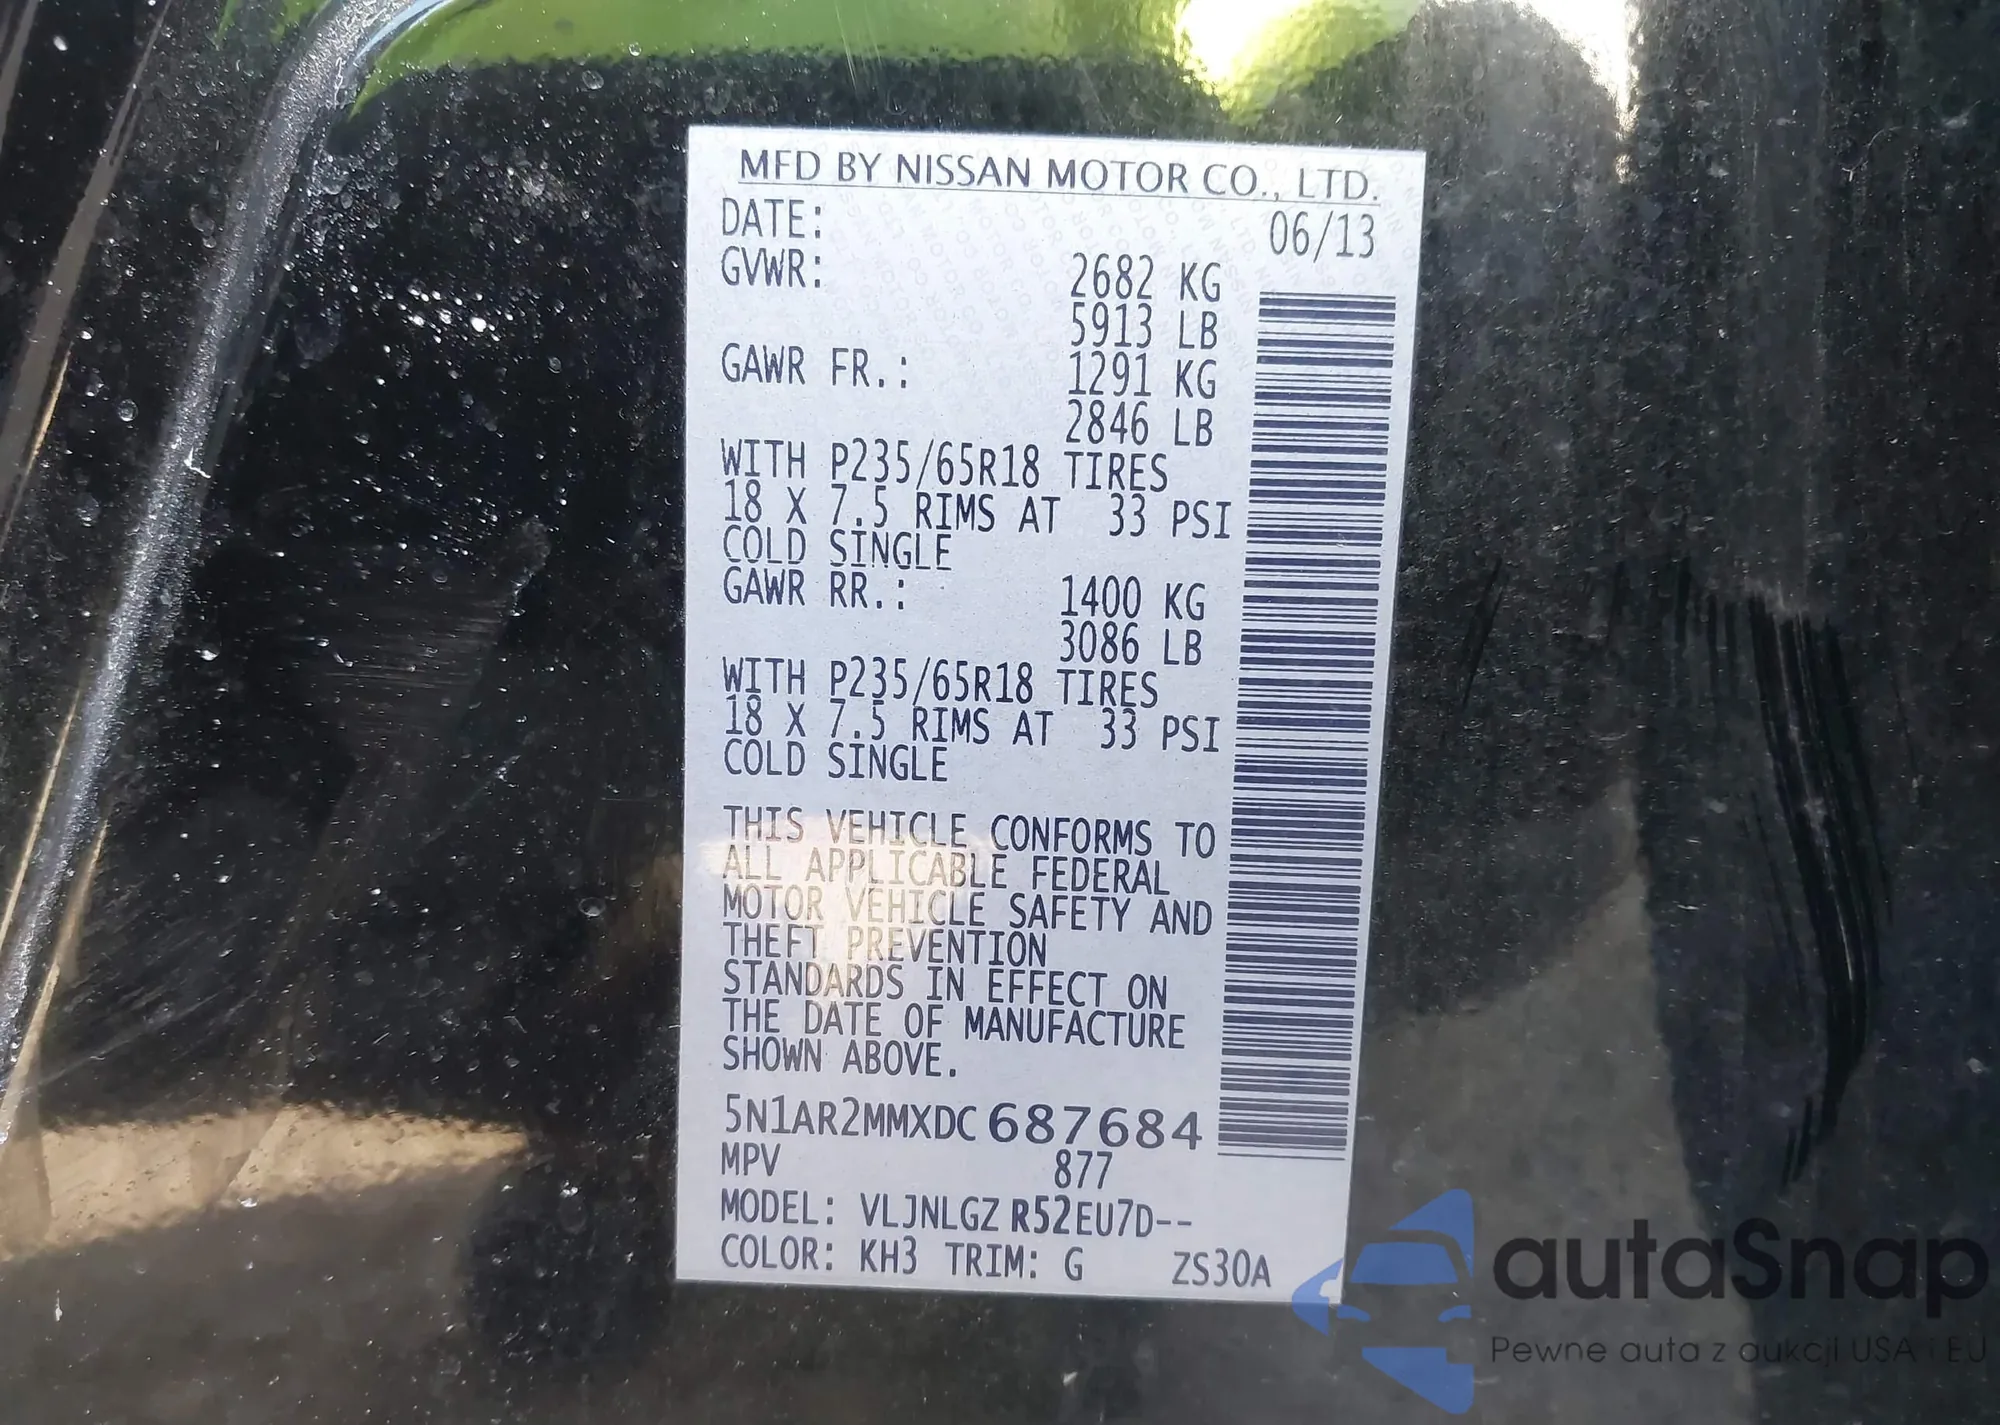 MFD BY NISSAN MOTOR CO., LTD.
DATE: 06/13
GVWR: 2682 KG
5913 LB
GAWR FR.: 1291 KG
2846 LB
WITH P235/65R18 TIRES
18 X 7.5 RIMS AT 33 PSI
COLD SINGLE
GAWR RR.: 1400 KG
3086 LB
WITH P235/65R18 TIRES
18 X 7.5 RIMS AT 33 PSI
COLD SINGLE
THIS VEHICLE CONFORMS TO
ALL APPLICABLE FEDERAL
MOTOR VEHICLE SAFETY AND
THEFT PREVENTION
STANDARDS IN EFFECT ON
THE DATE OF MANUFACTURE
SHOWN ABOVE.
5N1AR2MMXDC687684
MPV 877
MODEL: VLJNLGZ R52EU7D--
COLOR: KH3 TRIM: G ZS30A
autaSnap
Pewne auta z aukcji USA i EU